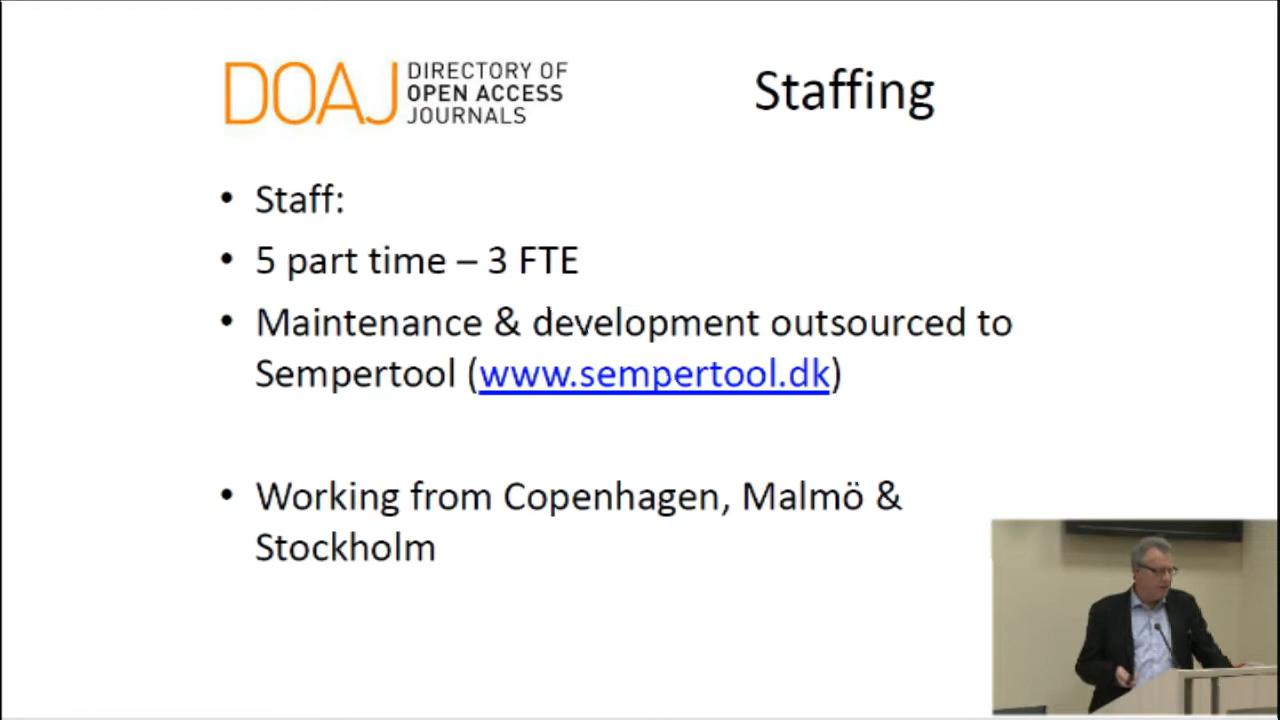 DOAJ DIRECTORY OF
OPEN ACCESS
JOURNALS
Staffing
• Staff:
• 5 part time – 3 FTE
• Maintenance & development outsourced to
Sempertool (www.sempertool.dk)
• Working from Copenhagen, Malmö &
Stockholm